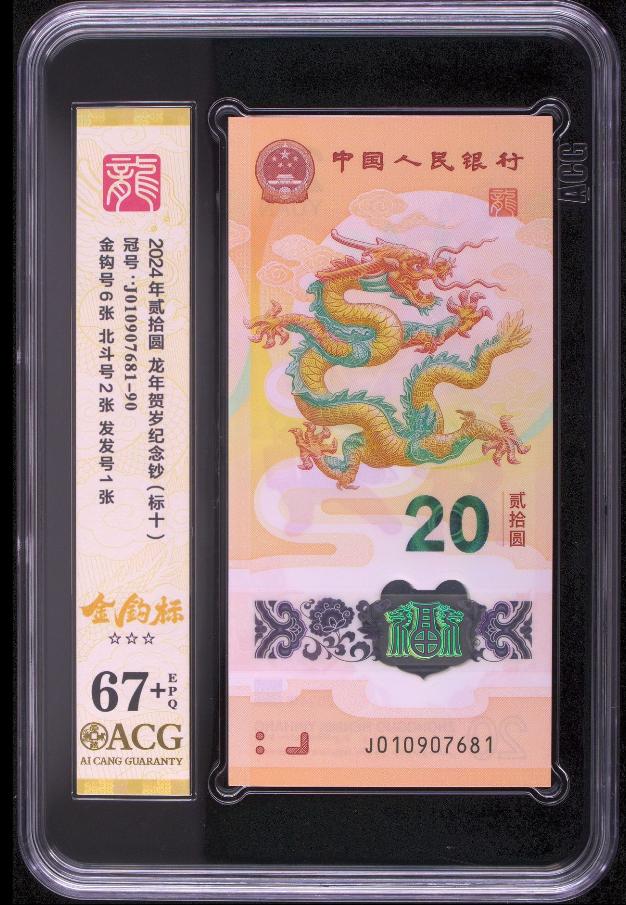 龍
2024年贰拾圆 龙年贺岁纪念钞（标十）
冠号：J010907681-90
金钩号6张 北斗号2张 发发号1张
金钩标
☆☆☆
67+
EPQ
ACG
AI CANG GUARANTY
中国人民银行
龍
20
贰拾圆
福
J010907681
ACG